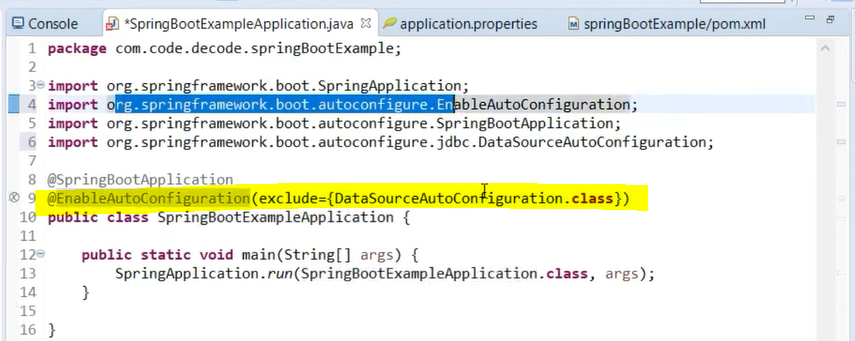 Console *SpringBootExampleApplication.java application.properties springBootExample/pom.xml
1 package com.code.decode.springBootExample;
2
3 import org.springframework.boot.SpringApplication;
4 import org.springframework.boot.autoconfigure.EnableAutoConfiguration;
5 import org.springframework.boot.autoconfigure.SpringBootApplication;
6 import org.springframework.boot.autoconfigure.jdbc.DataSourceAutoConfiguration;
7
8 @SpringBootApplication
9 @EnableAutoConfiguration(exclude={DataSourceAutoConfiguration.class})
10 public class SpringBootExampleApplication {
11
12 public static void main(String[] args) {
13 SpringApplication.run(SpringBootExampleApplication.class, args);
14 }
15
16 }